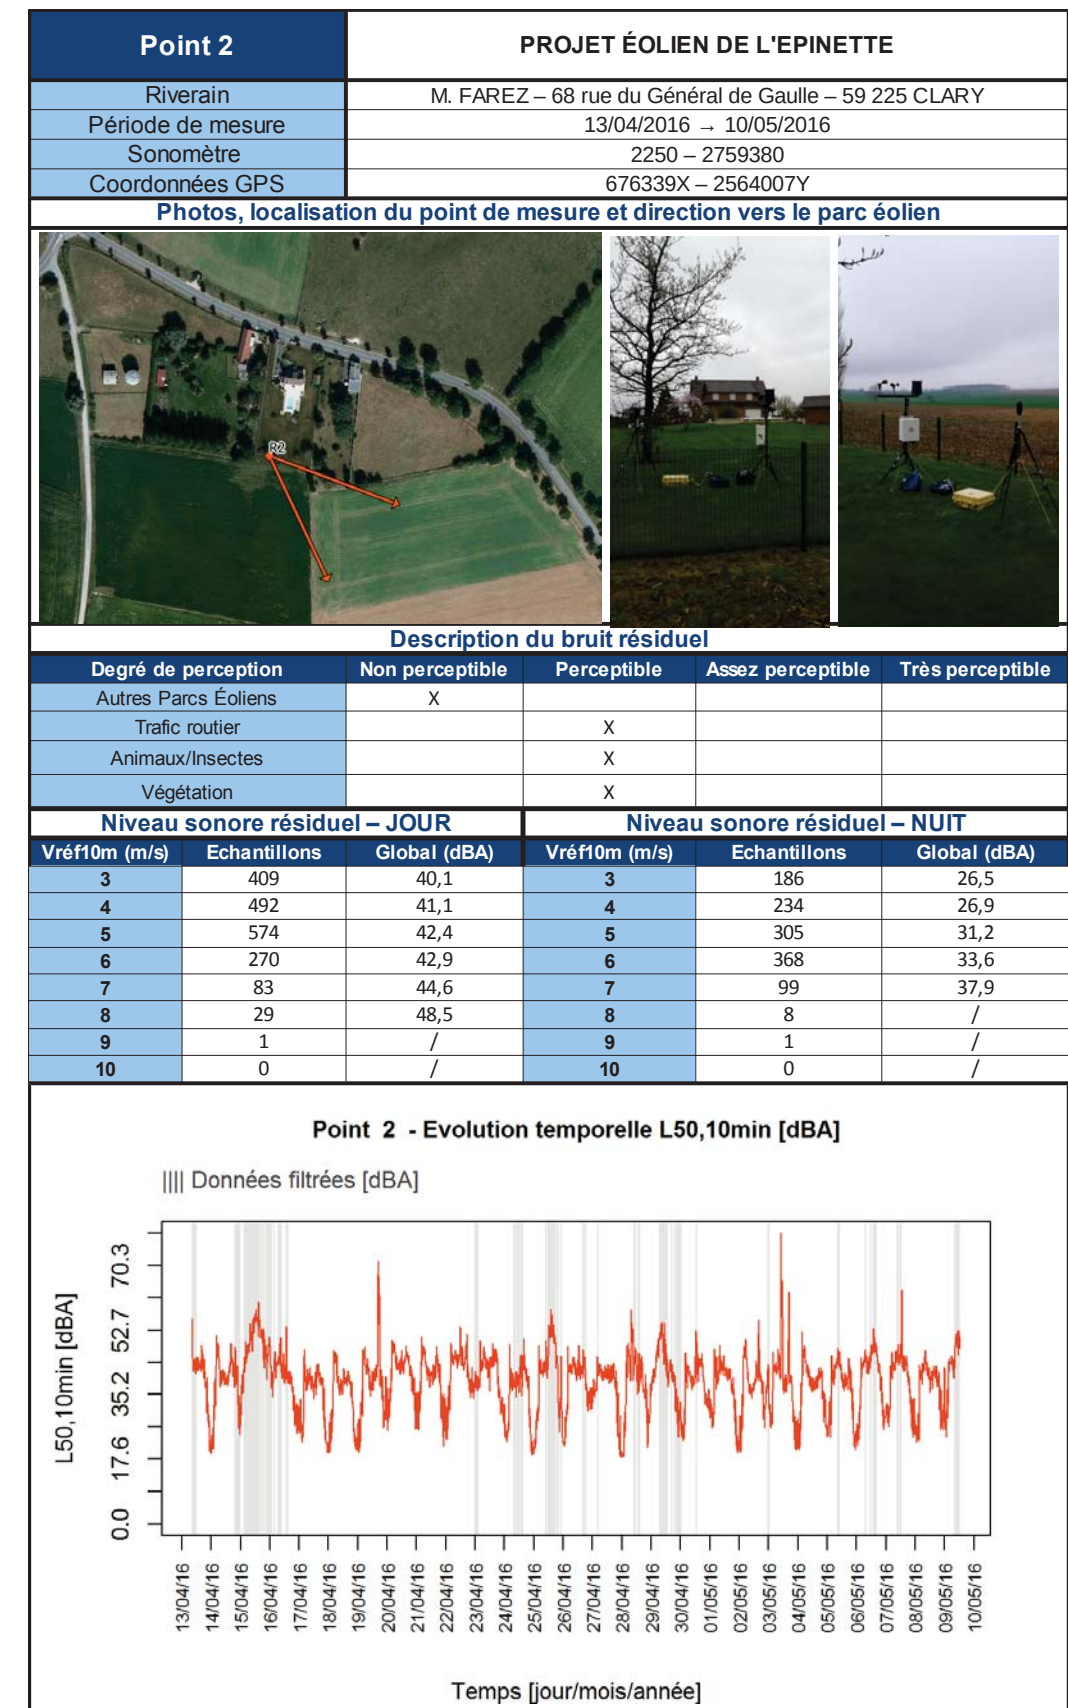 Point 2 PROJET ÉOLIEN DE L'EPINETTE
Riverain M. FAREZ – 68 rue du Général de Gaulle – 59 225 CLARY
Période de mesure 13/04/2016 → 10/05/2016
Sonomètre 2250 – 2759380
Coordonnées GPS 676339X – 2564007Y
Photos, localisation du point de mesure et direction vers le parc éolien
R2
Description du bruit résiduel
Degré de perception Non perceptible Perceptible Assez perceptible Très perceptible
Autres Parcs Éoliens X
Trafic routier X
Animaux/Insectes X
Végétation X
Niveau sonore résiduel – JOUR Niveau sonore résiduel – NUIT
Vréf10m (m/s) Echantillons Global (dBA) Vréf10m (m/s) Echantillons Global (dBA)
3 409 40,1 3 186 26,5
4 492 41,1 4 234 26,9
5 574 42,4 5 305 31,2
6 270 42,9 6 368 33,6
7 83 44,6 7 99 37,9
8 29 48,5 8 8 /
9 1 / 9 1 /
10 0 / 10 0 /
Point 2 - Evolution temporelle L50,10min [dBA]
|||| Données filtrées [dBA]
L50,10min [dBA]
70.3
52.7
35.2
17.6
0.0
13/04/16
14/04/16
15/04/16
16/04/16
17/04/16
18/04/16
19/04/16
20/04/16
21/04/16
22/04/16
23/04/16
24/04/16
25/04/16
26/04/16
27/04/16
28/04/16
29/04/16
30/04/16
01/05/16
02/05/16
03/05/16
04/05/16
05/05/16
06/05/16
07/05/16
08/05/16
09/05/16
10/05/16
Temps [jour/mois/année]